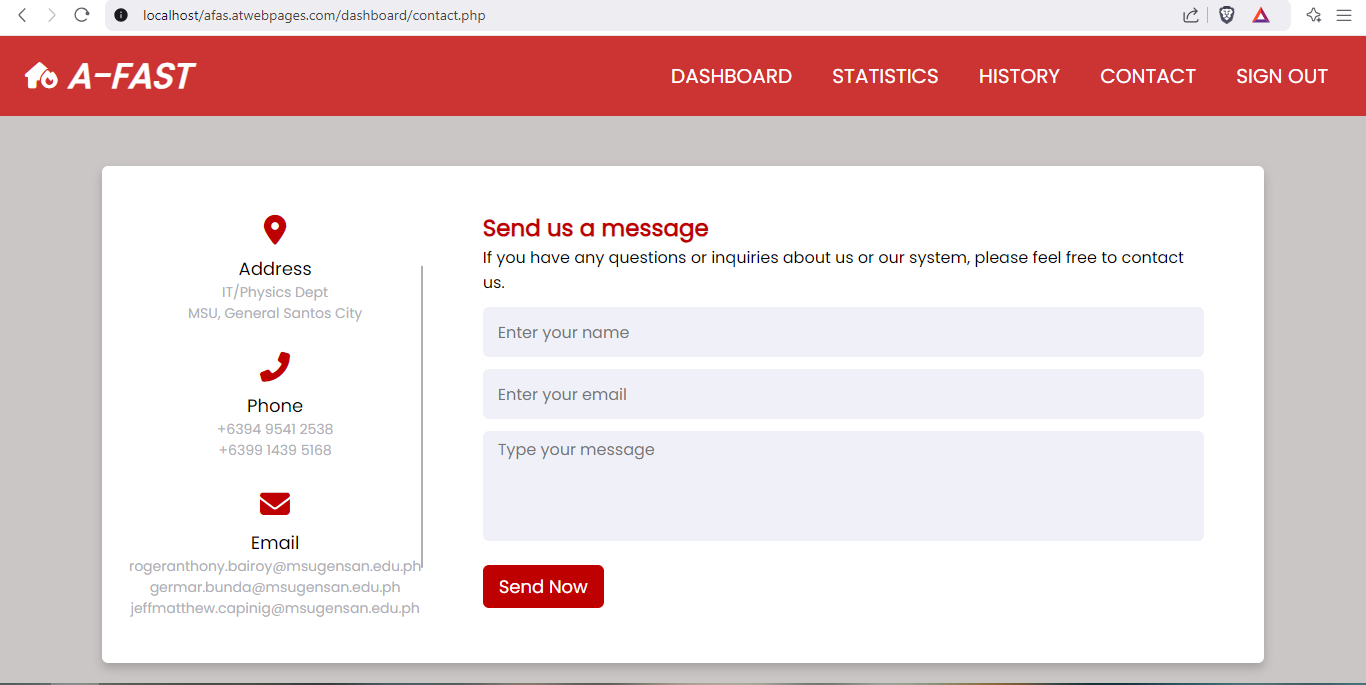 localhost/afas.atwebpages.com/dashboard/contact.php
A-FAST
DASHBOARD STATISTICS HISTORY CONTACT SIGN OUT
Address
IT/Physics Dept
MSU, General Santos City
Phone
+6394 9541 2538
+6399 1439 5168
Email
rogeranthony.bairoy@msugensan.edu.ph
germar.bunda@msugensan.edu.ph
jeffmatthew.capinig@msugensan.edu.ph
Send us a message
If you have any questions or inquiries about us or our system, please feel free to contact
us.
Enter your name
Enter your email
Type your message
Send Now